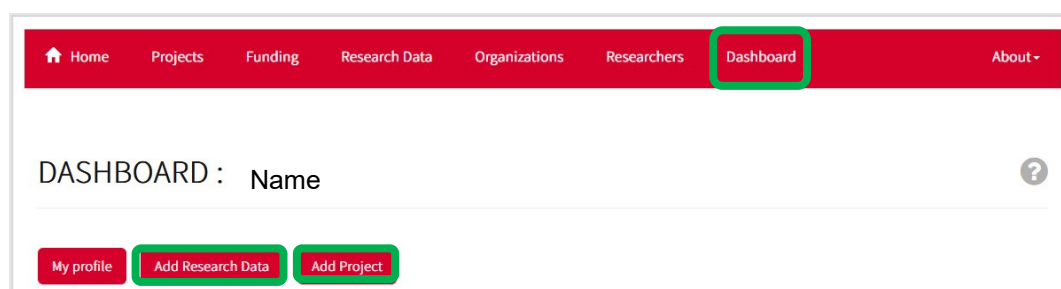 Home Projects Funding Research Data Organizations Researchers Dashboard About
DASHBOARD : Name ?
My profile Add Research Data Add Project